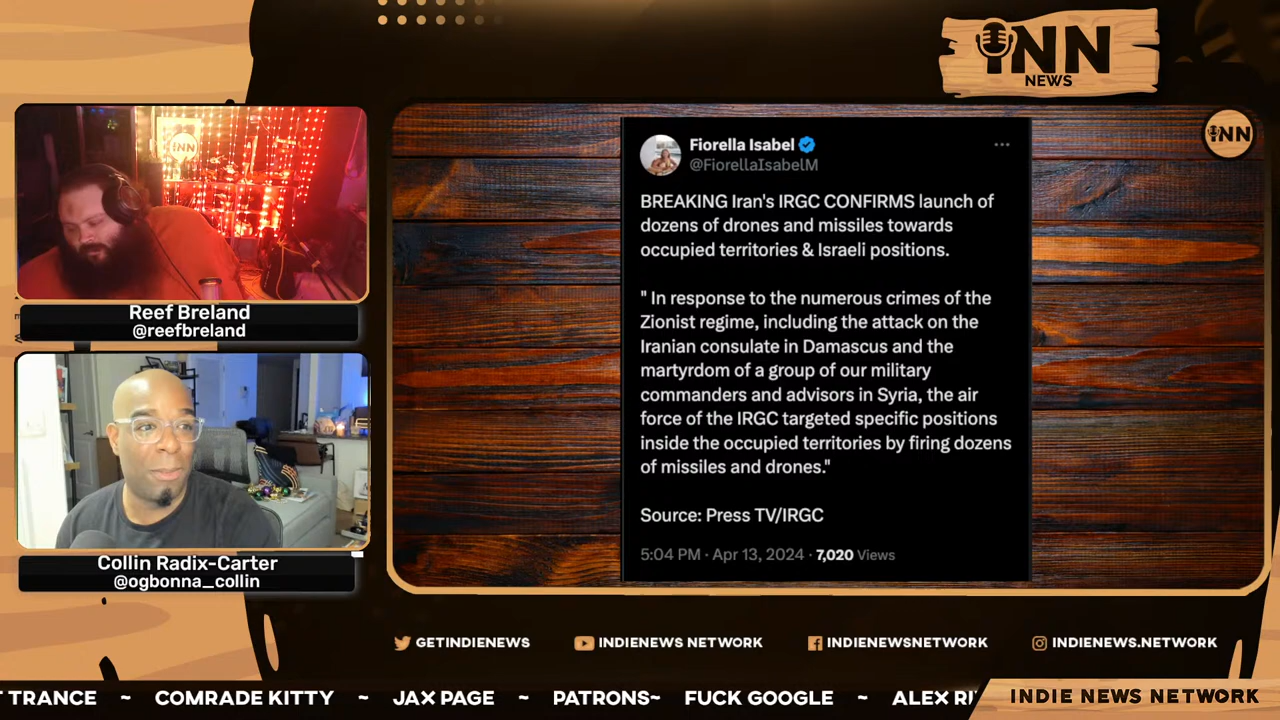 iNN
NEWS
iNN
Reef Breland
@reefbreland
Collin Radix-Carter
@ogbonna_collin
iNN
Fiorella Isabel
@FiorellaIsabelM
BREAKING Iran's IRGC CONFIRMS launch of
dozens of drones and missiles towards
occupied territories & Israeli positions.
" In response to the numerous crimes of the
Zionist regime, including the attack on the
Iranian consulate in Damascus and the
martyrdom of a group of our military
commanders and advisors in Syria, the air
force of the IRGC targeted specific positions
inside the occupied territories by firing dozens
of missiles and drones."
Source: Press TV/IRGC
5:04 PM · Apr 13, 2024 · 7,020 Views
GETINDIENEWS INDIENEWS NETWORK INDIENEWSNETWORK INDIENEWS.NETWORK
TRANCE ~ COMRADE KITTY ~ JAX PAGE ~ PATRONS~ FUCK GOOGLE ~ ALEX
INDIE NEWS NETWORK